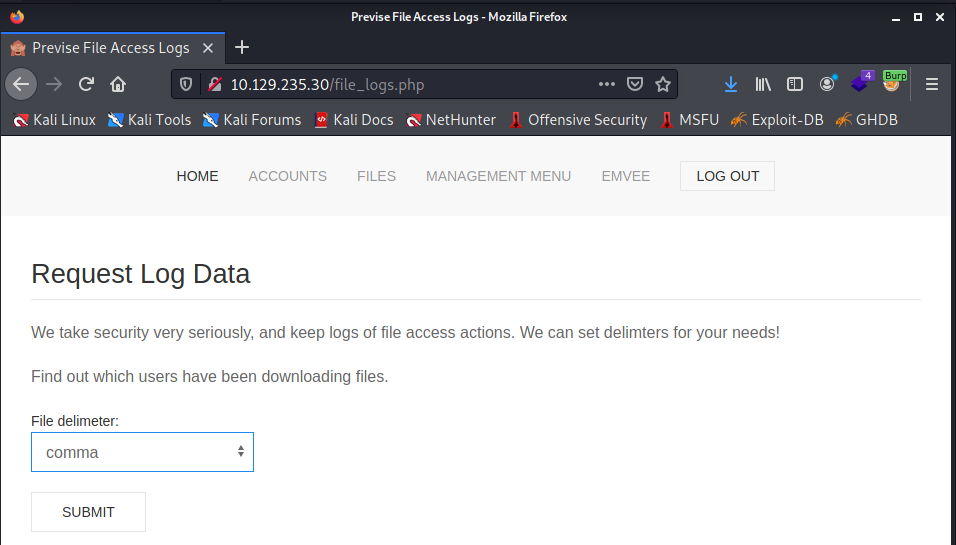 Previse File Access Logs - Mozilla Firefox
Previse File Access Logs
10.129.235.30/file_logs.php
4
Burp
Kali Linux Kali Tools Kali Forums Kali Docs NetHunter Offensive Security MSFU Exploit-DB GHDB
HOME ACCOUNTS FILES MANAGEMENT MENU EMVEE LOG OUT
Request Log Data
We take security very seriously, and keep logs of file access actions. We can set delimters for your needs!
Find out which users have been downloading files.
File delimeter:
comma
SUBMIT